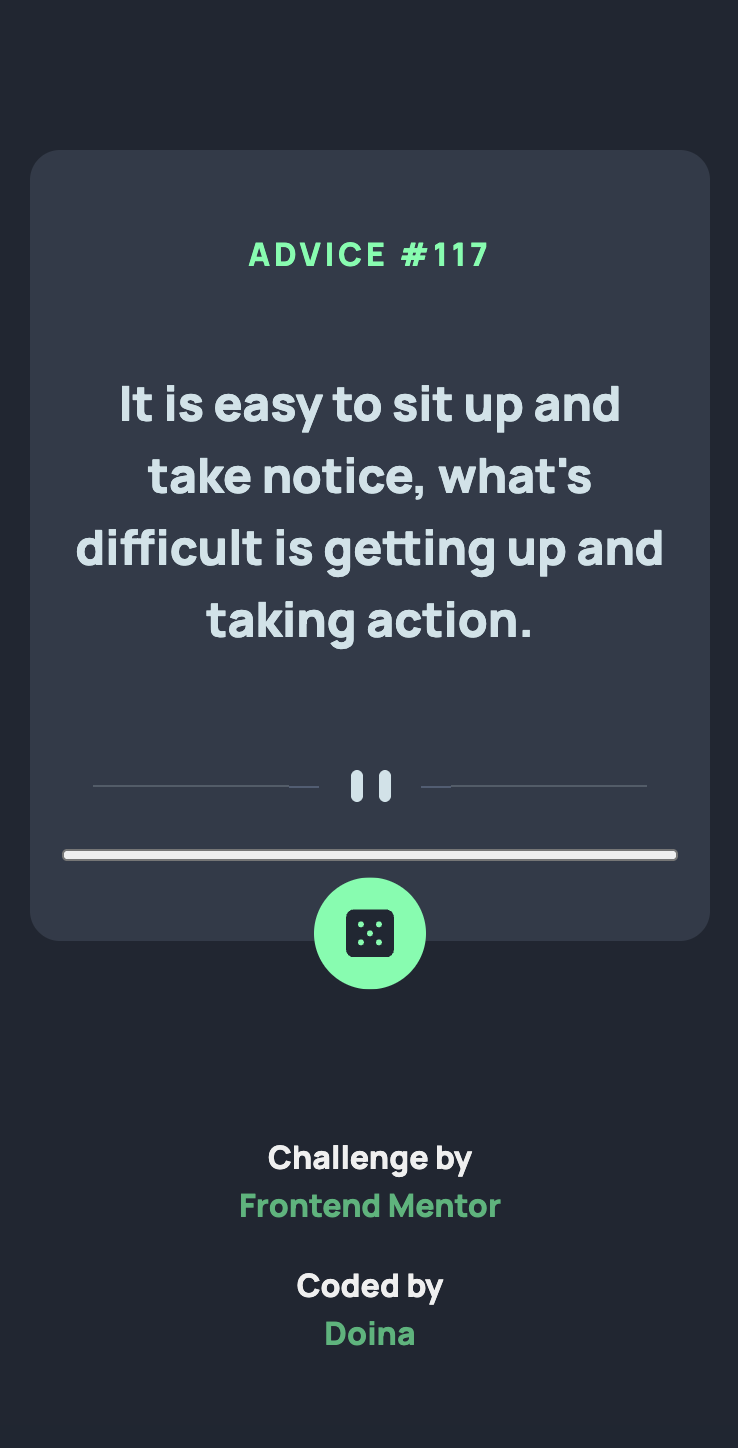 ADVICE #117
It is easy to sit up and
take notice, what's
difficult is getting up and
taking action.
Challenge by
Frontend Mentor
Coded by
Doina